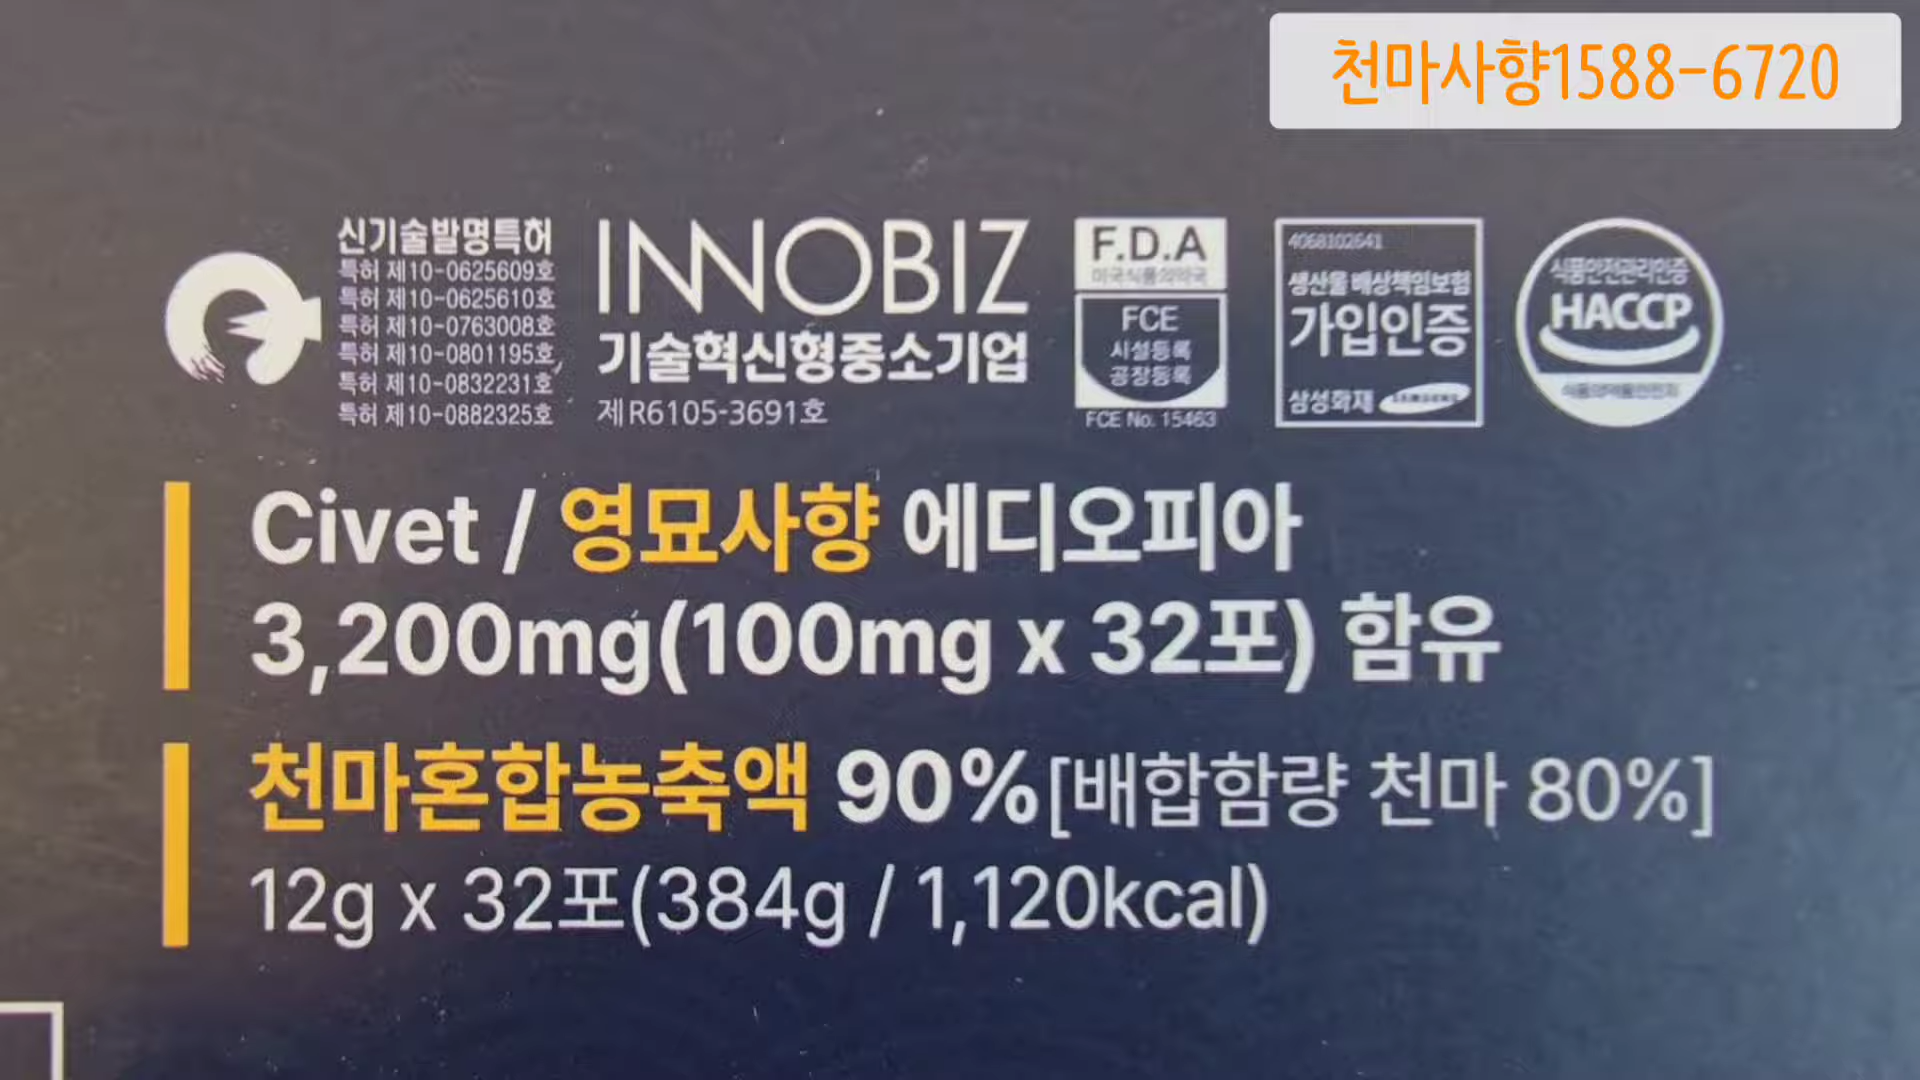 천마사향1588-6720
신기술발명특허
특허 제10-0625609호
특허 제10-0625610호
특허 제10-0763008호
특허 제10-0801195호
특허 제10-0832231호
특허 제10-0882325호
INNOBIZ
기술혁신형중소기업
제R6105-3691호
F.D.A
미국식품의약국
FCE
시설등록
공장등록
FCE No. 15463
4068102641
생산물 배상책임보험
가입인증
삼성화재
식품안전관리인증
HACCP
Civet / 영묘사향 에디오피아
3,200mg(100mg x 32포) 함유
천마혼합농축액 90%[배합함량 천마 80%]
12g x 32포(384g / 1,120kcal)